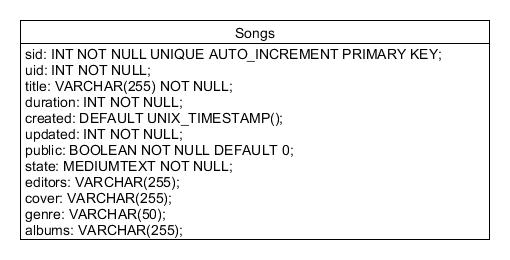 Songs
sid: INT NOT NULL UNIQUE AUTO_INCREMENT PRIMARY KEY;
uid: INT NOT NULL;
title: VARCHAR(255) NOT NULL;
duration: INT NOT NULL;
created: DEFAULT UNIX_TIMESTAMP();
updated: INT NOT NULL;
public: BOOLEAN NOT NULL DEFAULT 0;
state: MEDIUMTEXT NOT NULL;
editors: VARCHAR(255);
cover: VARCHAR(255);
genre: VARCHAR(50);
albums: VARCHAR(255);